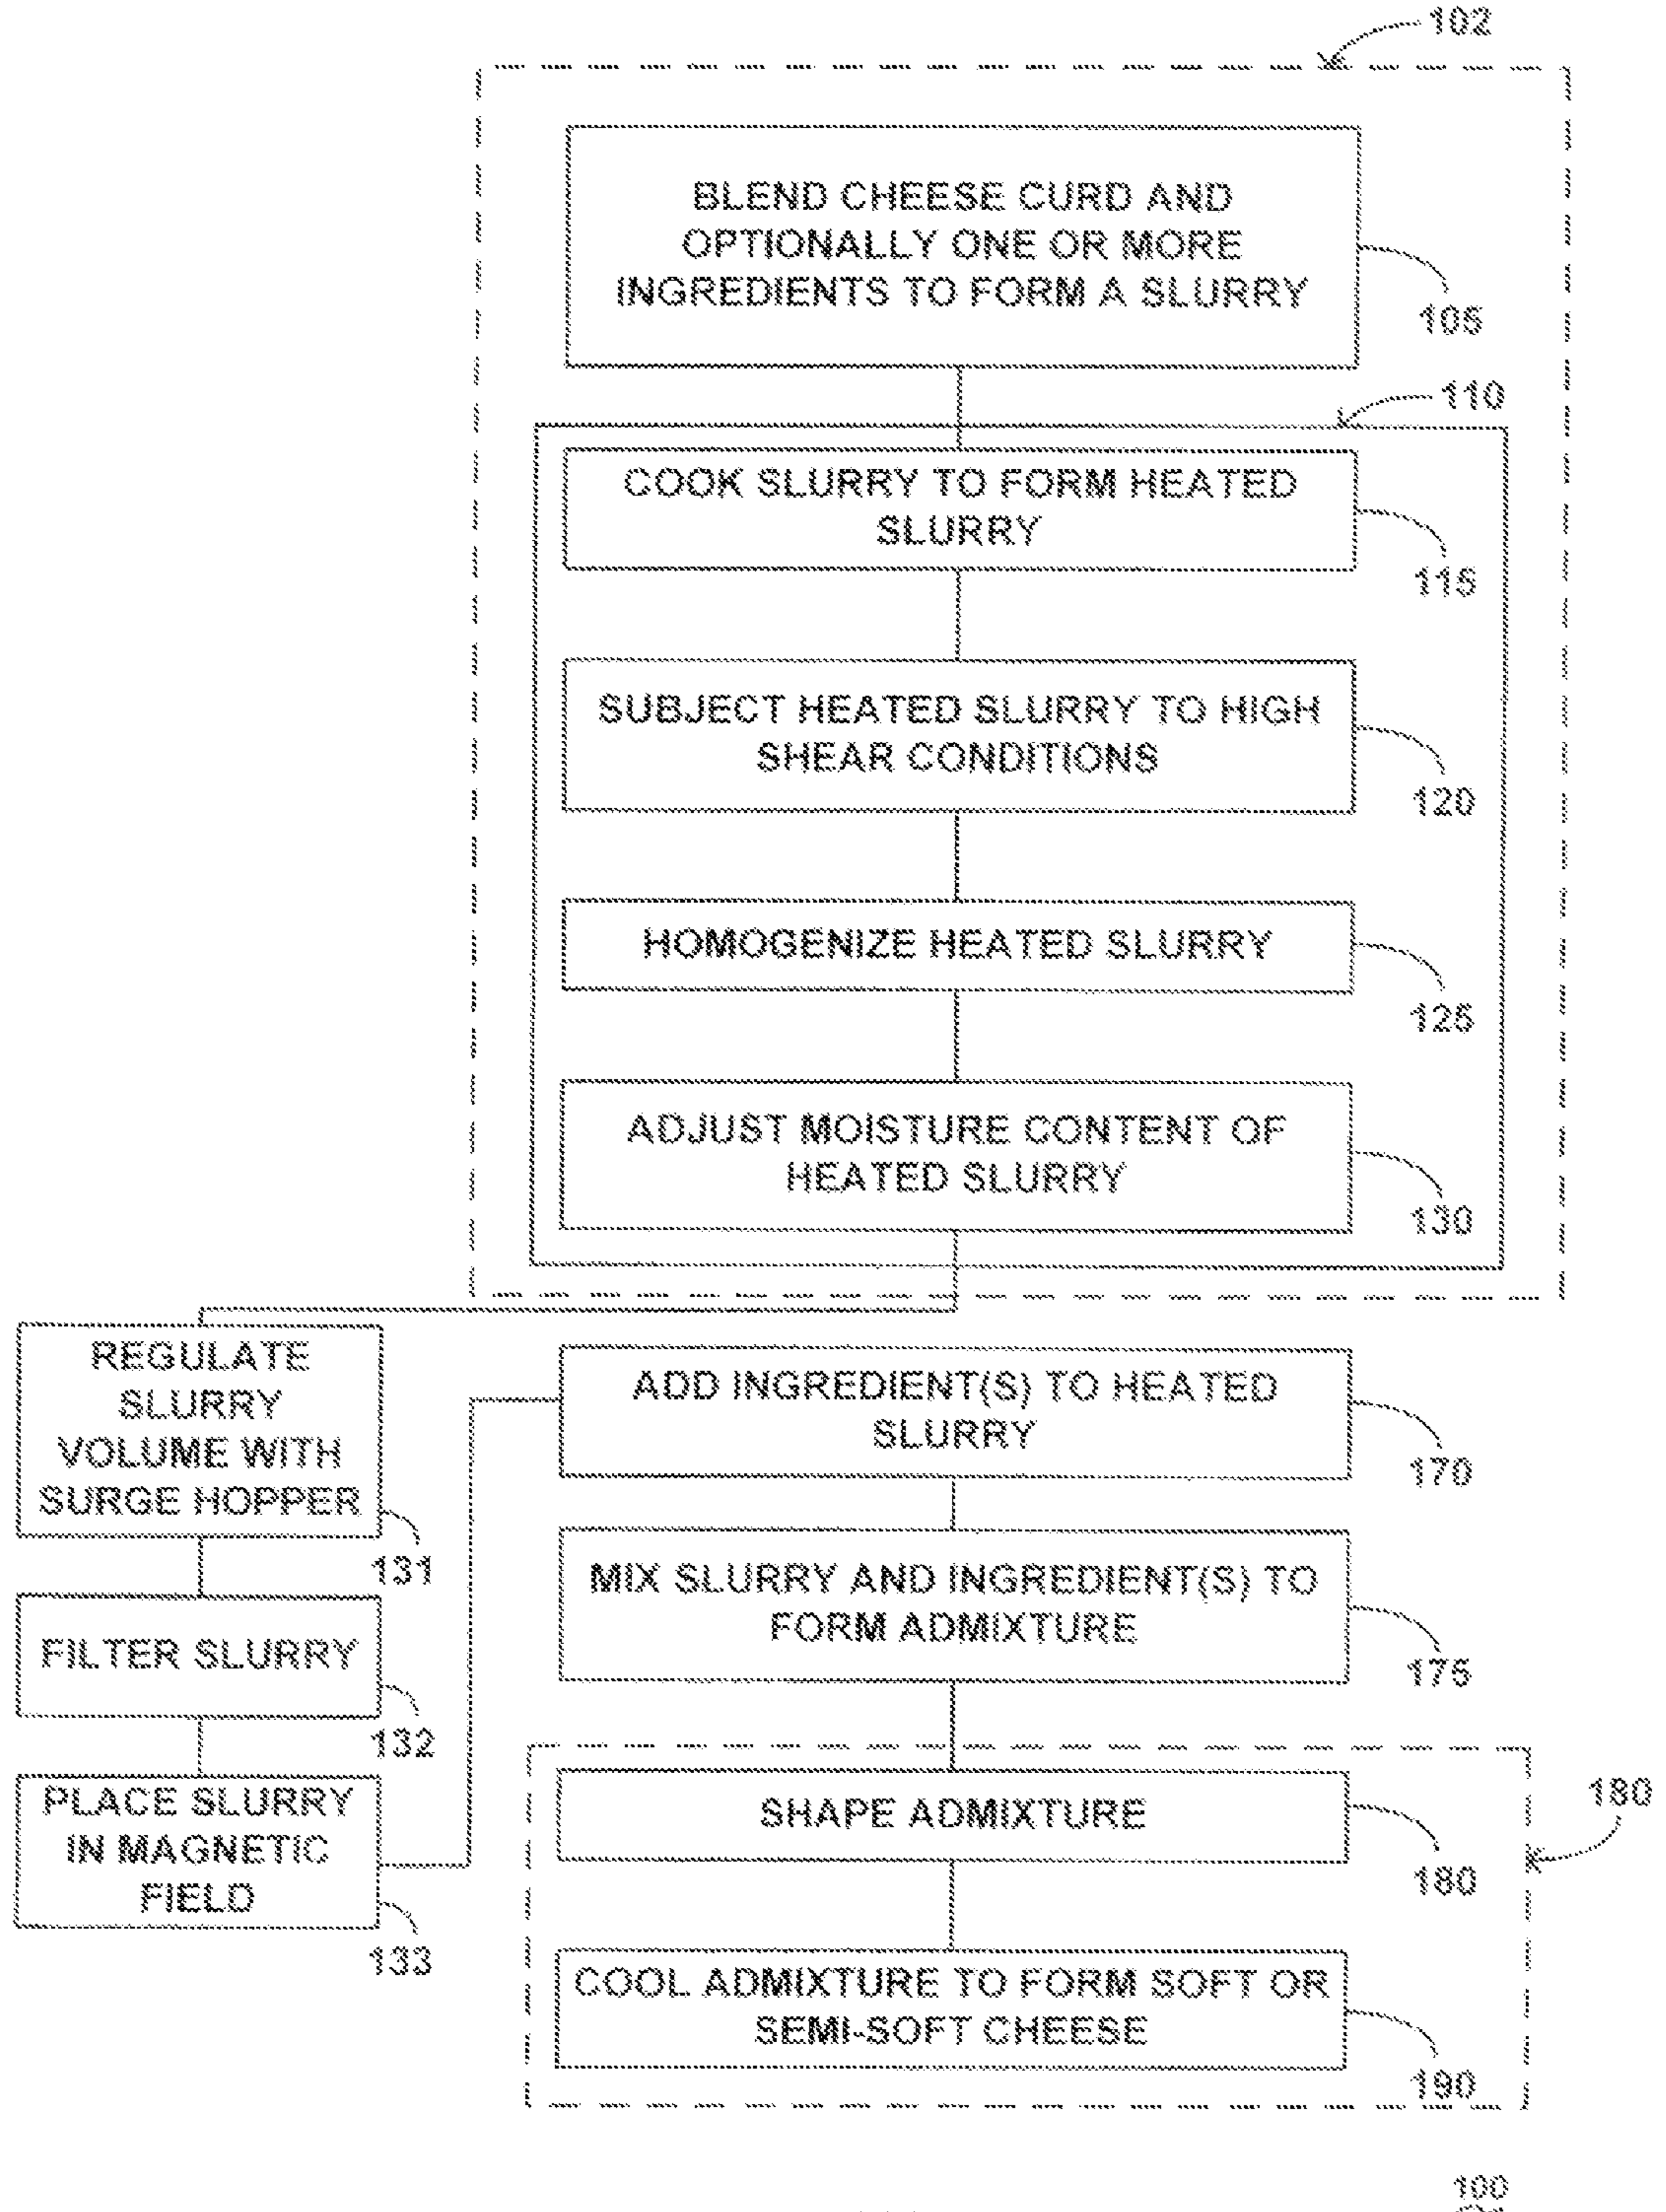 102
BLEND CHEESE CURD AND
OPTIONALLY ONE OR MORE
INGREDIENTS TO FORM A SLURRY
105
110
COOK SLURRY TO FORM HEATED
SLURRY
115
SUBJECT HEATED SLURRY TO HIGH
SHEAR CONDITIONS
120
HOMOGENIZE HEATED SLURRY
125
ADJUST MOISTURE CONTENT OF
HEATED SLURRY
130
REGULATE
SLURRY
VOLUME WITH
SURGE HOPPER
131
FILTER SLURRY
132
PLACE SLURRY
IN MAGNETIC
FIELD
133
ADD INGREDIENT(S) TO HEATED
SLURRY
170
MIX SLURRY AND INGREDIENT(S) TO
FORM ADMIXTURE
175
180
SHAPE ADMIXTURE
180
COOL ADMIXTURE TO FORM SOFT OR
SEMI-SOFT CHEESE
190
100